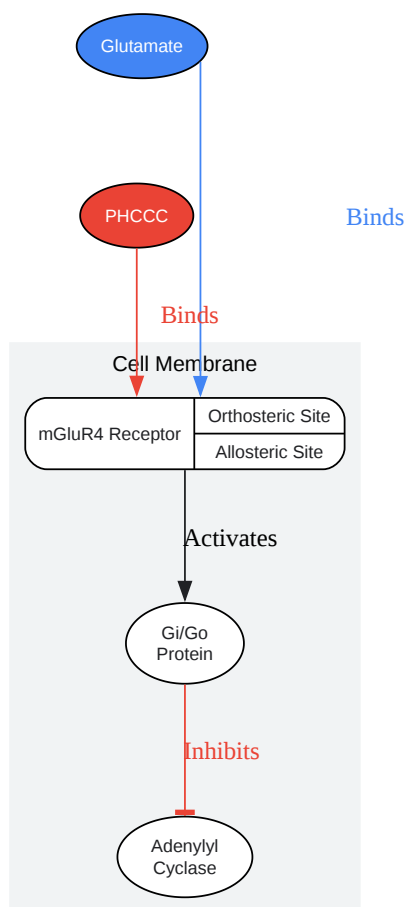 Glutamate
PHCCC
Binds
Binds
Cell Membrane
mGluR4 Receptor
Orthosteric Site
Allosteric Site
Activates
Gi/Go
Protein
Inhibits
Adenylyl
Cyclase